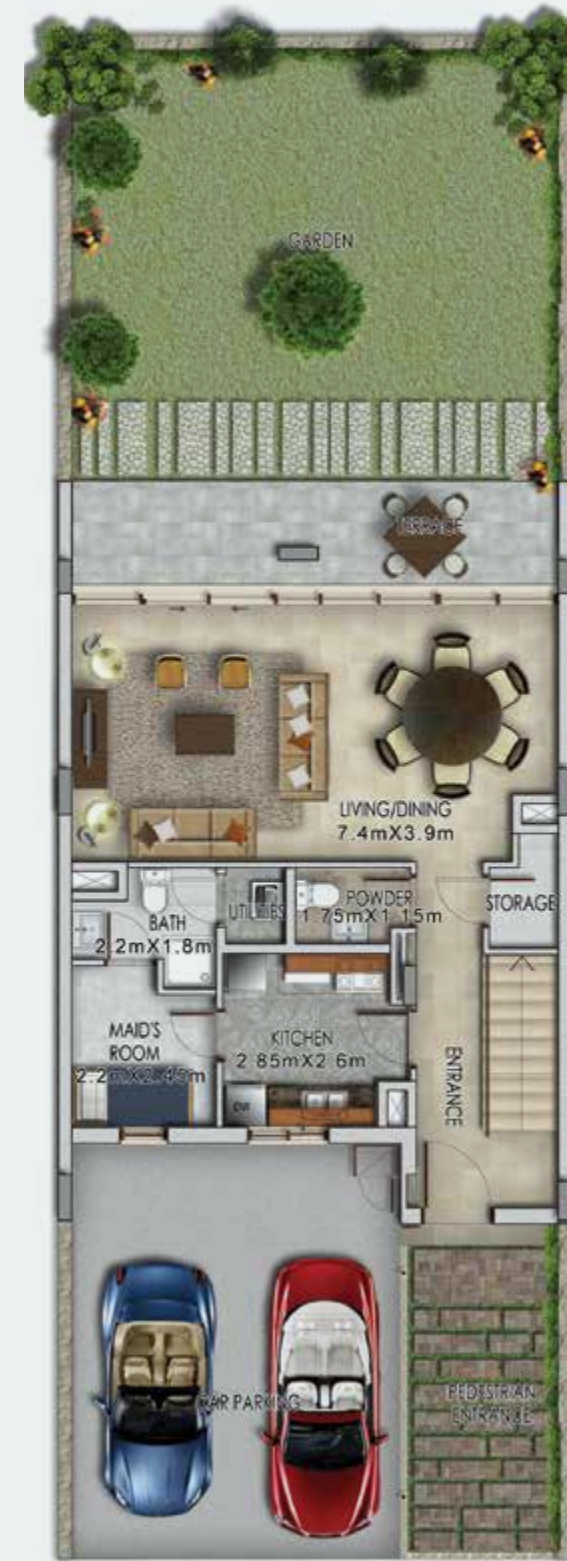 GARDEN
TERRACE
LIVING/DINING
7.4mX3.9m
STORAGE
POWDER
1.75mX1.15m
UTILITIES
BATH
2.2mX1.8m
MAID'S
ROOM
KITCHEN
2.85mX2.6m
ENTRANCE
DW
CAR PARKING
PEDESTRIAN
ENTRANCE